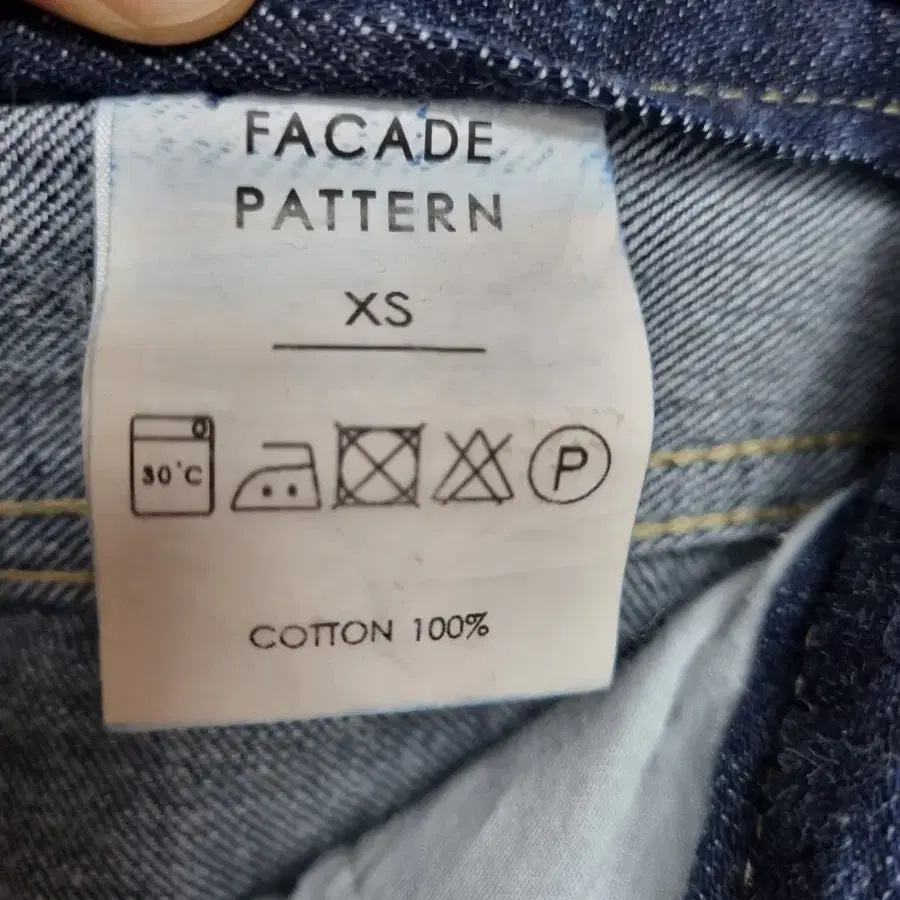 FACADE
PATTERN
XS
30°C
P
COTTON 100%